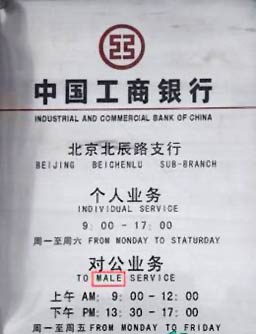 中国工商银行
INDUSTRIAL AND COMMERCIAL BANK OF CHINA
北京北辰路支行
BEIJING BEICHENLU SUB-BRANCH
个人业务
INDIVIDUAL SERVICE
9: 00 - 17: 00
周一至周六 FROM MONDAY TO STATURDAY
对公业务
TO MALE SERVICE
上午 AM: 9: 00 - 12: 00
下午 PM: 13: 30 - 17: 00
周一至周五 FROM MONDAY TO FRIDAY